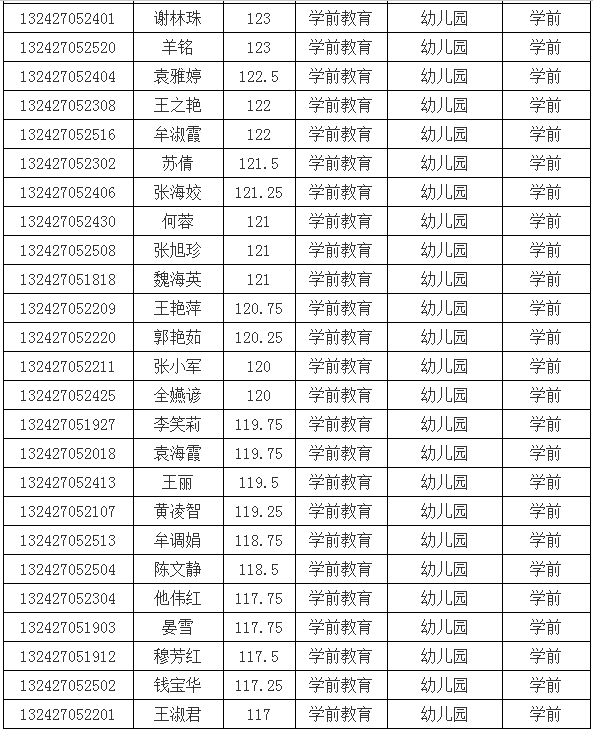 132427052401 谢林珠 123 学前教育 幼儿园 学前
132427052520 羊铭 123 学前教育 幼儿园 学前
132427052404 袁雅婷 122.5 学前教育 幼儿园 学前
132427052308 王之艳 122 学前教育 幼儿园 学前
132427052516 牟淑霞 122 学前教育 幼儿园 学前
132427052302 苏倩 121.5 学前教育 幼儿园 学前
132427052406 张海姣 121.25 学前教育 幼儿园 学前
132427052430 何蓉 121 学前教育 幼儿园 学前
132427052508 张旭珍 121 学前教育 幼儿园 学前
132427051818 魏海英 121 学前教育 幼儿园 学前
132427052209 王艳萍 120.75 学前教育 幼儿园 学前
132427052220 郭艳茹 120.25 学前教育 幼儿园 学前
132427052211 张小军 120 学前教育 幼儿园 学前
132427052425 全嬿谚 120 学前教育 幼儿园 学前
132427051927 李笑莉 119.75 学前教育 幼儿园 学前
132427052018 袁海霞 119.75 学前教育 幼儿园 学前
132427052413 王丽 119.5 学前教育 幼儿园 学前
132427052107 黄凌智 119.25 学前教育 幼儿园 学前
132427052513 牟调娟 118.75 学前教育 幼儿园 学前
132427052504 陈文静 118.5 学前教育 幼儿园 学前
132427052304 他伟红 117.75 学前教育 幼儿园 学前
132427051903 晏雪 117.75 学前教育 幼儿园 学前
132427051912 穆芳红 117.5 学前教育 幼儿园 学前
132427052502 钱宝华 117.25 学前教育 幼儿园 学前
132427052201 王淑君 117 学前教育 幼儿园 学前